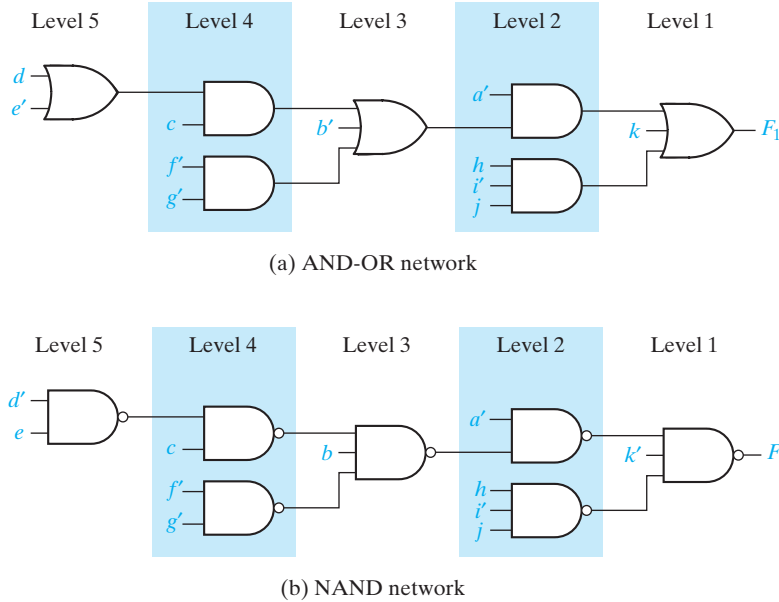 Level 5 Level 4 Level 3 Level 2 Level 1
d
e′
c
f′
g′
b′
a′
h
i′
j
k
F₁
(a) AND-OR network
Level 5 Level 4 Level 3 Level 2 Level 1
d′
e
c
f′
g′
b
a′
h
i′
j
k′
F
(b) NAND network